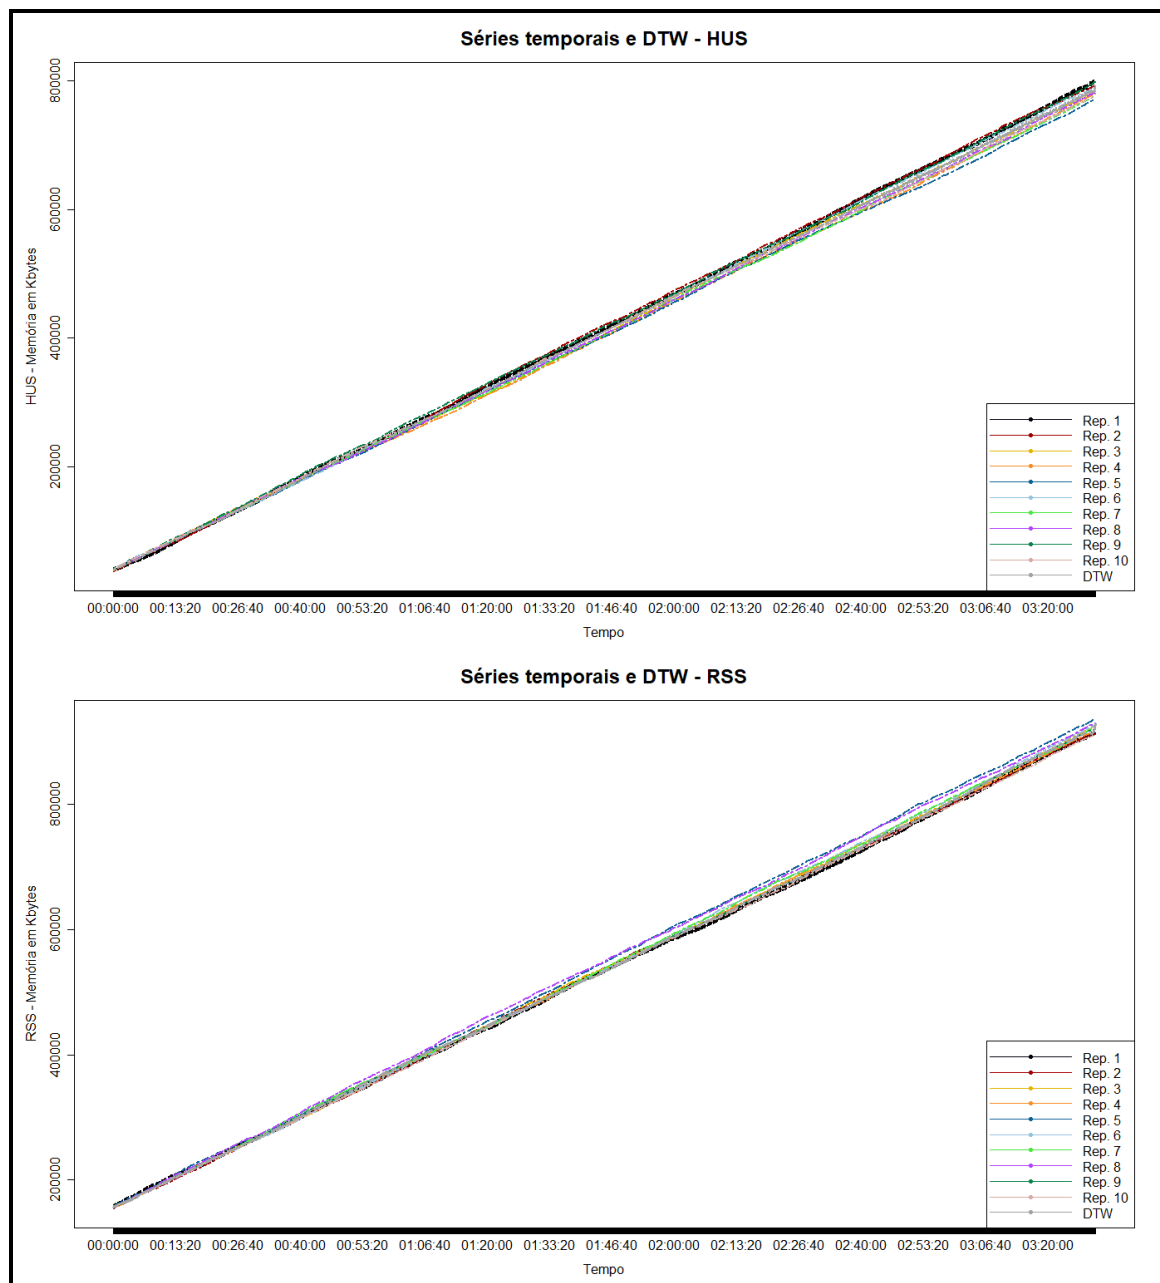 Séries temporais e DTW - HUS
HUS - Memória em Kbytes
800000
600000
400000
200000
Rep. 1
Rep. 2
Rep. 3
Rep. 4
Rep. 5
Rep. 6
Rep. 7
Rep. 8
Rep. 9
Rep. 10
DTW
00:00:00 00:13:20 00:26:40 00:40:00 00:53:20 01:06:40 01:20:00 01:33:20 01:46:40 02:00:00 02:13:20 02:26:40 02:40:00 02:53:20 03:06:40 03:20:00
Tempo
Séries temporais e DTW - RSS
RSS - Memória em Kbytes
800000
600000
400000
200000
Rep. 1
Rep. 2
Rep. 3
Rep. 4
Rep. 5
Rep. 6
Rep. 7
Rep. 8
Rep. 9
Rep. 10
DTW
00:00:00 00:13:20 00:26:40 00:40:00 00:53:20 01:06:40 01:20:00 01:33:20 01:46:40 02:00:00 02:13:20 02:26:40 02:40:00 02:53:20 03:06:40 03:20:00
Tempo